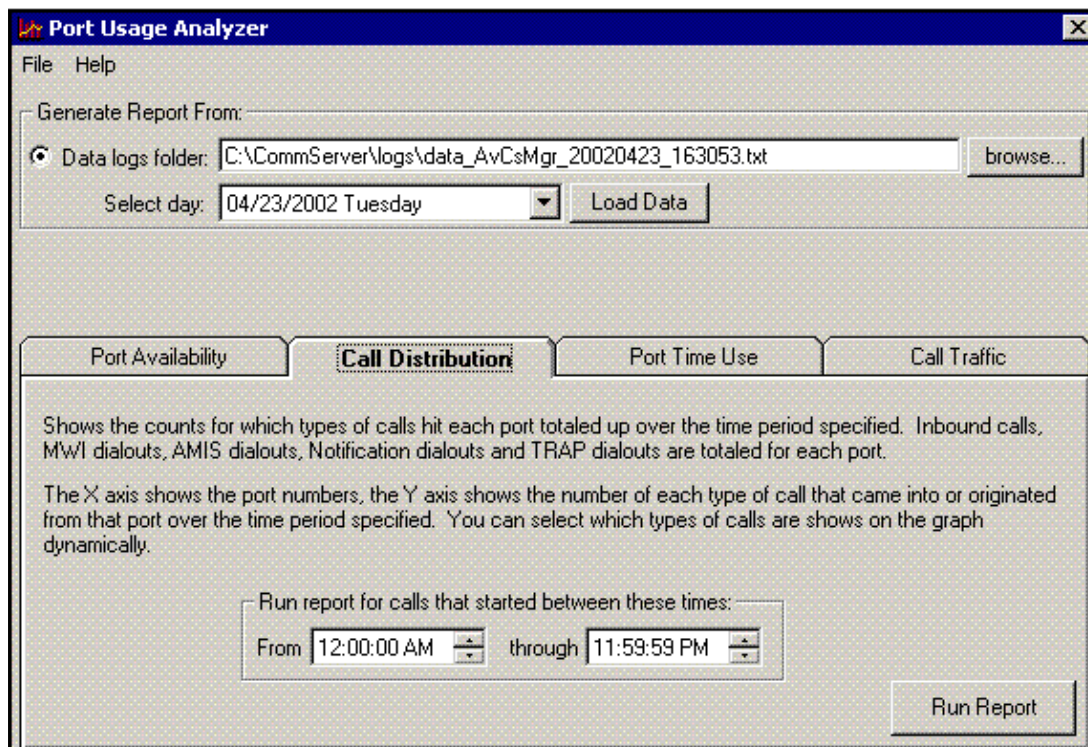 Port Usage Analyzer
File Help
Generate Report From:
Data logs folder: C:\CommServer\logs\data_AvCsMgr_20020423_163053.txt browse...
Select day: 04/23/2002 Tuesday Load Data
Port Availability Call Distribution Port Time Use Call Traffic
Shows the counts for which types of calls hit each port totaled up over the time period specified. Inbound calls,
MWI dialouts, AMIS dialouts, Notification dialouts and TRAP dialouts are totaled for each port.
The X axis shows the port numbers, the Y axis shows the number of each type of call that came into or originated
from that port over the time period specified. You can select which types of calls are shows on the graph
dynamically.
Run report for calls that started between these times:
From 12:00:00 AM through 11:59:59 PM
Run Report